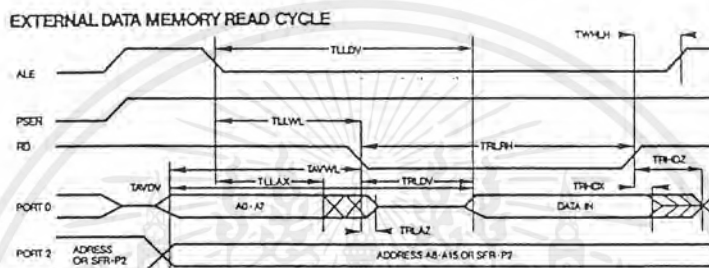 EXTERNAL DATA MEMORY READ CYCLE
TLLDV
TWHLH
ALE
PSEN
TLLWL
RD
TRLRH
TAVWL
TRHDZ
TAVDV
TLLAX
TRLDV
TRHDX
PORT 0
A0-A7
DATA IN
TRLAZ
PORT 2
ADRESS
OR SFR-P2
ADDRESS A8-A15 OR SFR-P2